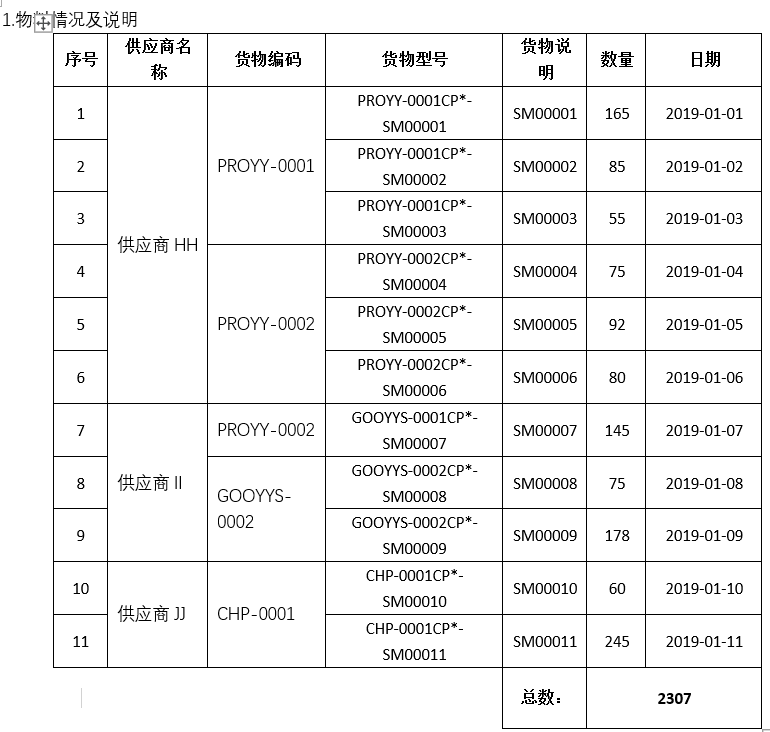 1.物料情况及说明
序号 供应商名称 货物编码 货物型号 货物说明 数量 日期
1 供应商 HH PROYY-0001 PROYY-0001CP*-SM00001 SM00001 165 2019-01-01
2 PROYY-0001CP*-SM00002 SM00002 85 2019-01-02
3 PROYY-0001CP*-SM00003 SM00003 55 2019-01-03
4 PROYY-0002 PROYY-0002CP*-SM00004 SM00004 75 2019-01-04
5 PROYY-0002CP*-SM00005 SM00005 92 2019-01-05
6 PROYY-0002CP*-SM00006 SM00006 80 2019-01-06
7 供应商 II PROYY-0002 GOOYYS-0001CP*-SM00007 SM00007 145 2019-01-07
8 GOOYYS-0002 GOOYYS-0002CP*-SM00008 SM00008 75 2019-01-08
9 GOOYYS-0002CP*-SM00009 SM00009 178 2019-01-09
10 供应商 JJ CHP-0001 CHP-0001CP*-SM00010 SM00010 60 2019-01-10
11 CHP-0001CP*-SM00011 SM00011 245 2019-01-11
总数： 2307